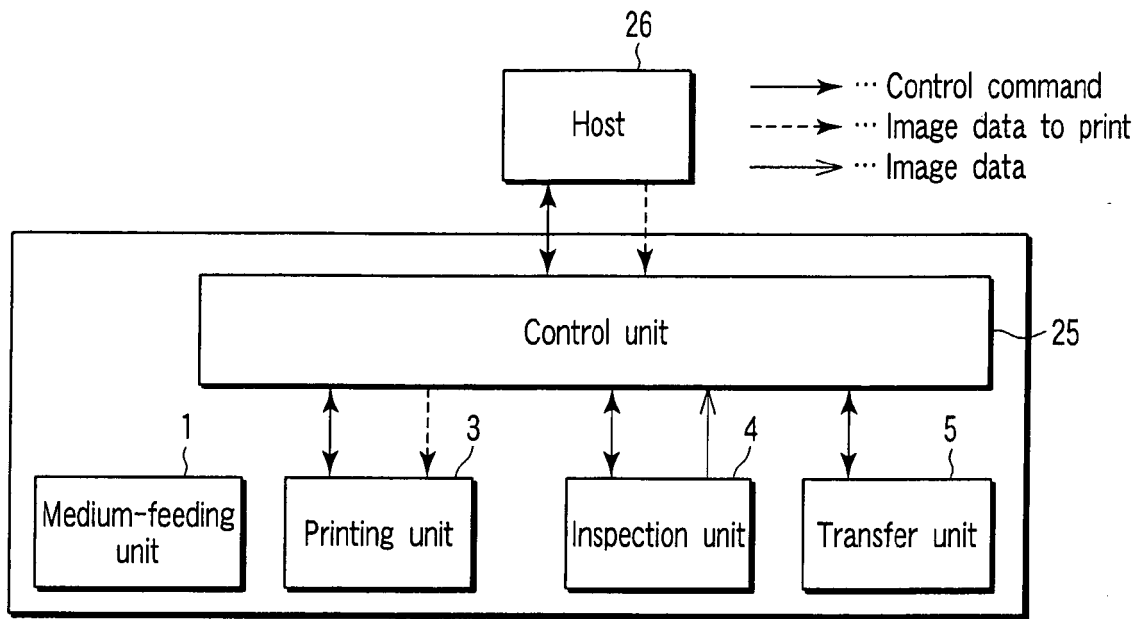 26
Host
··· Control command
··· Image data to print
··· Image data
Control unit
25
1
3
4
5
Medium-feeding
unit
Printing unit
Inspection unit
Transfer unit